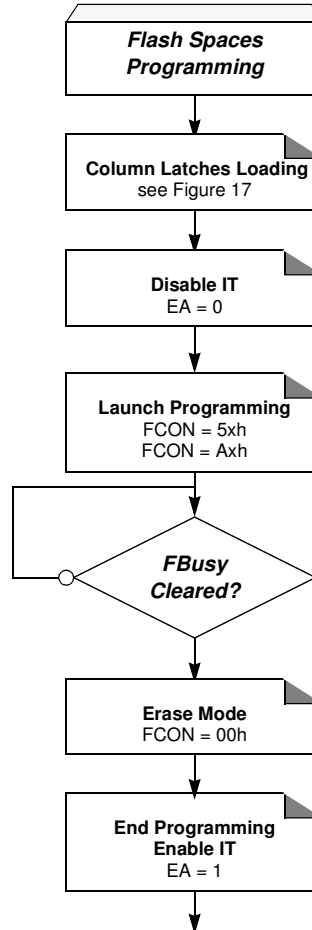 Flash Spaces
Programming
Column Latches Loading
see Figure 17
Disable IT
EA = 0
Launch Programming
FCON = 5xh
FCON = Axh
FBusy
Cleared?
Erase Mode
FCON = 00h
End Programming
Enable IT
EA = 1